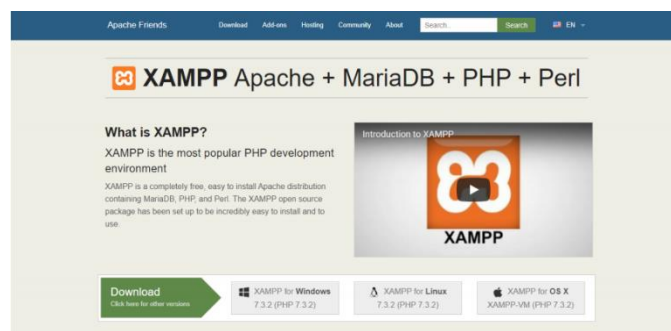 Apache Friends Download Add-ons Hosting Community About Search... Search EN
XAMPP Apache + MariaDB + PHP + Perl
What is XAMPP?
XAMPP is the most popular PHP development
environment
XAMPP is a completely free, easy to install Apache distribution
containing MariaDB, PHP, and Perl. The XAMPP open source
package has been set up to be incredibly easy to install and to
use.
Introduction to XAMPP
XAMPP
Download
Click here for other versions
XAMPP for Windows
7.3.2 (PHP 7.3.2)
XAMPP for Linux
7.3.2 (PHP 7.3.2)
XAMPP for OS X
XAMPP-VM (PHP 7.3.2)